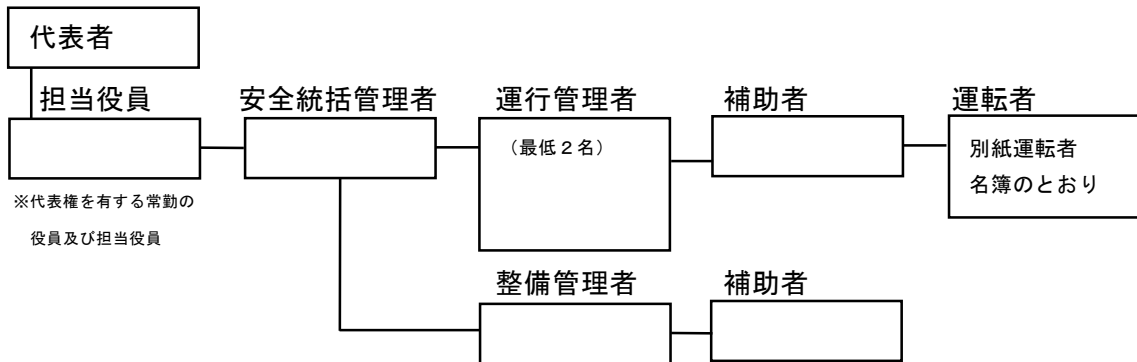 代表者
担当役員
安全統括管理者
運行管理者
補助者
運転者
(最低2名)
別紙運転者
名簿のとおり
※代表権を有する常勤の
役員及び担当役員
整備管理者
補助者